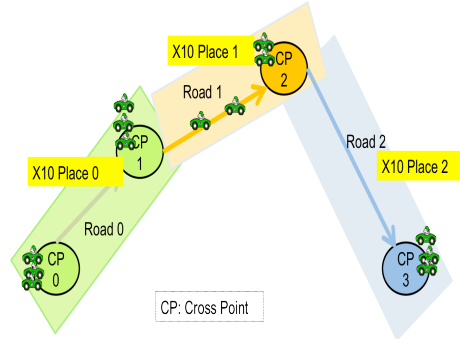 X10 Place 1
CP
2
Road 1
CP
1
Road 2
X10 Place 0
X10 Place 2
Road 0
CP
0
CP
3
CP: Cross Point